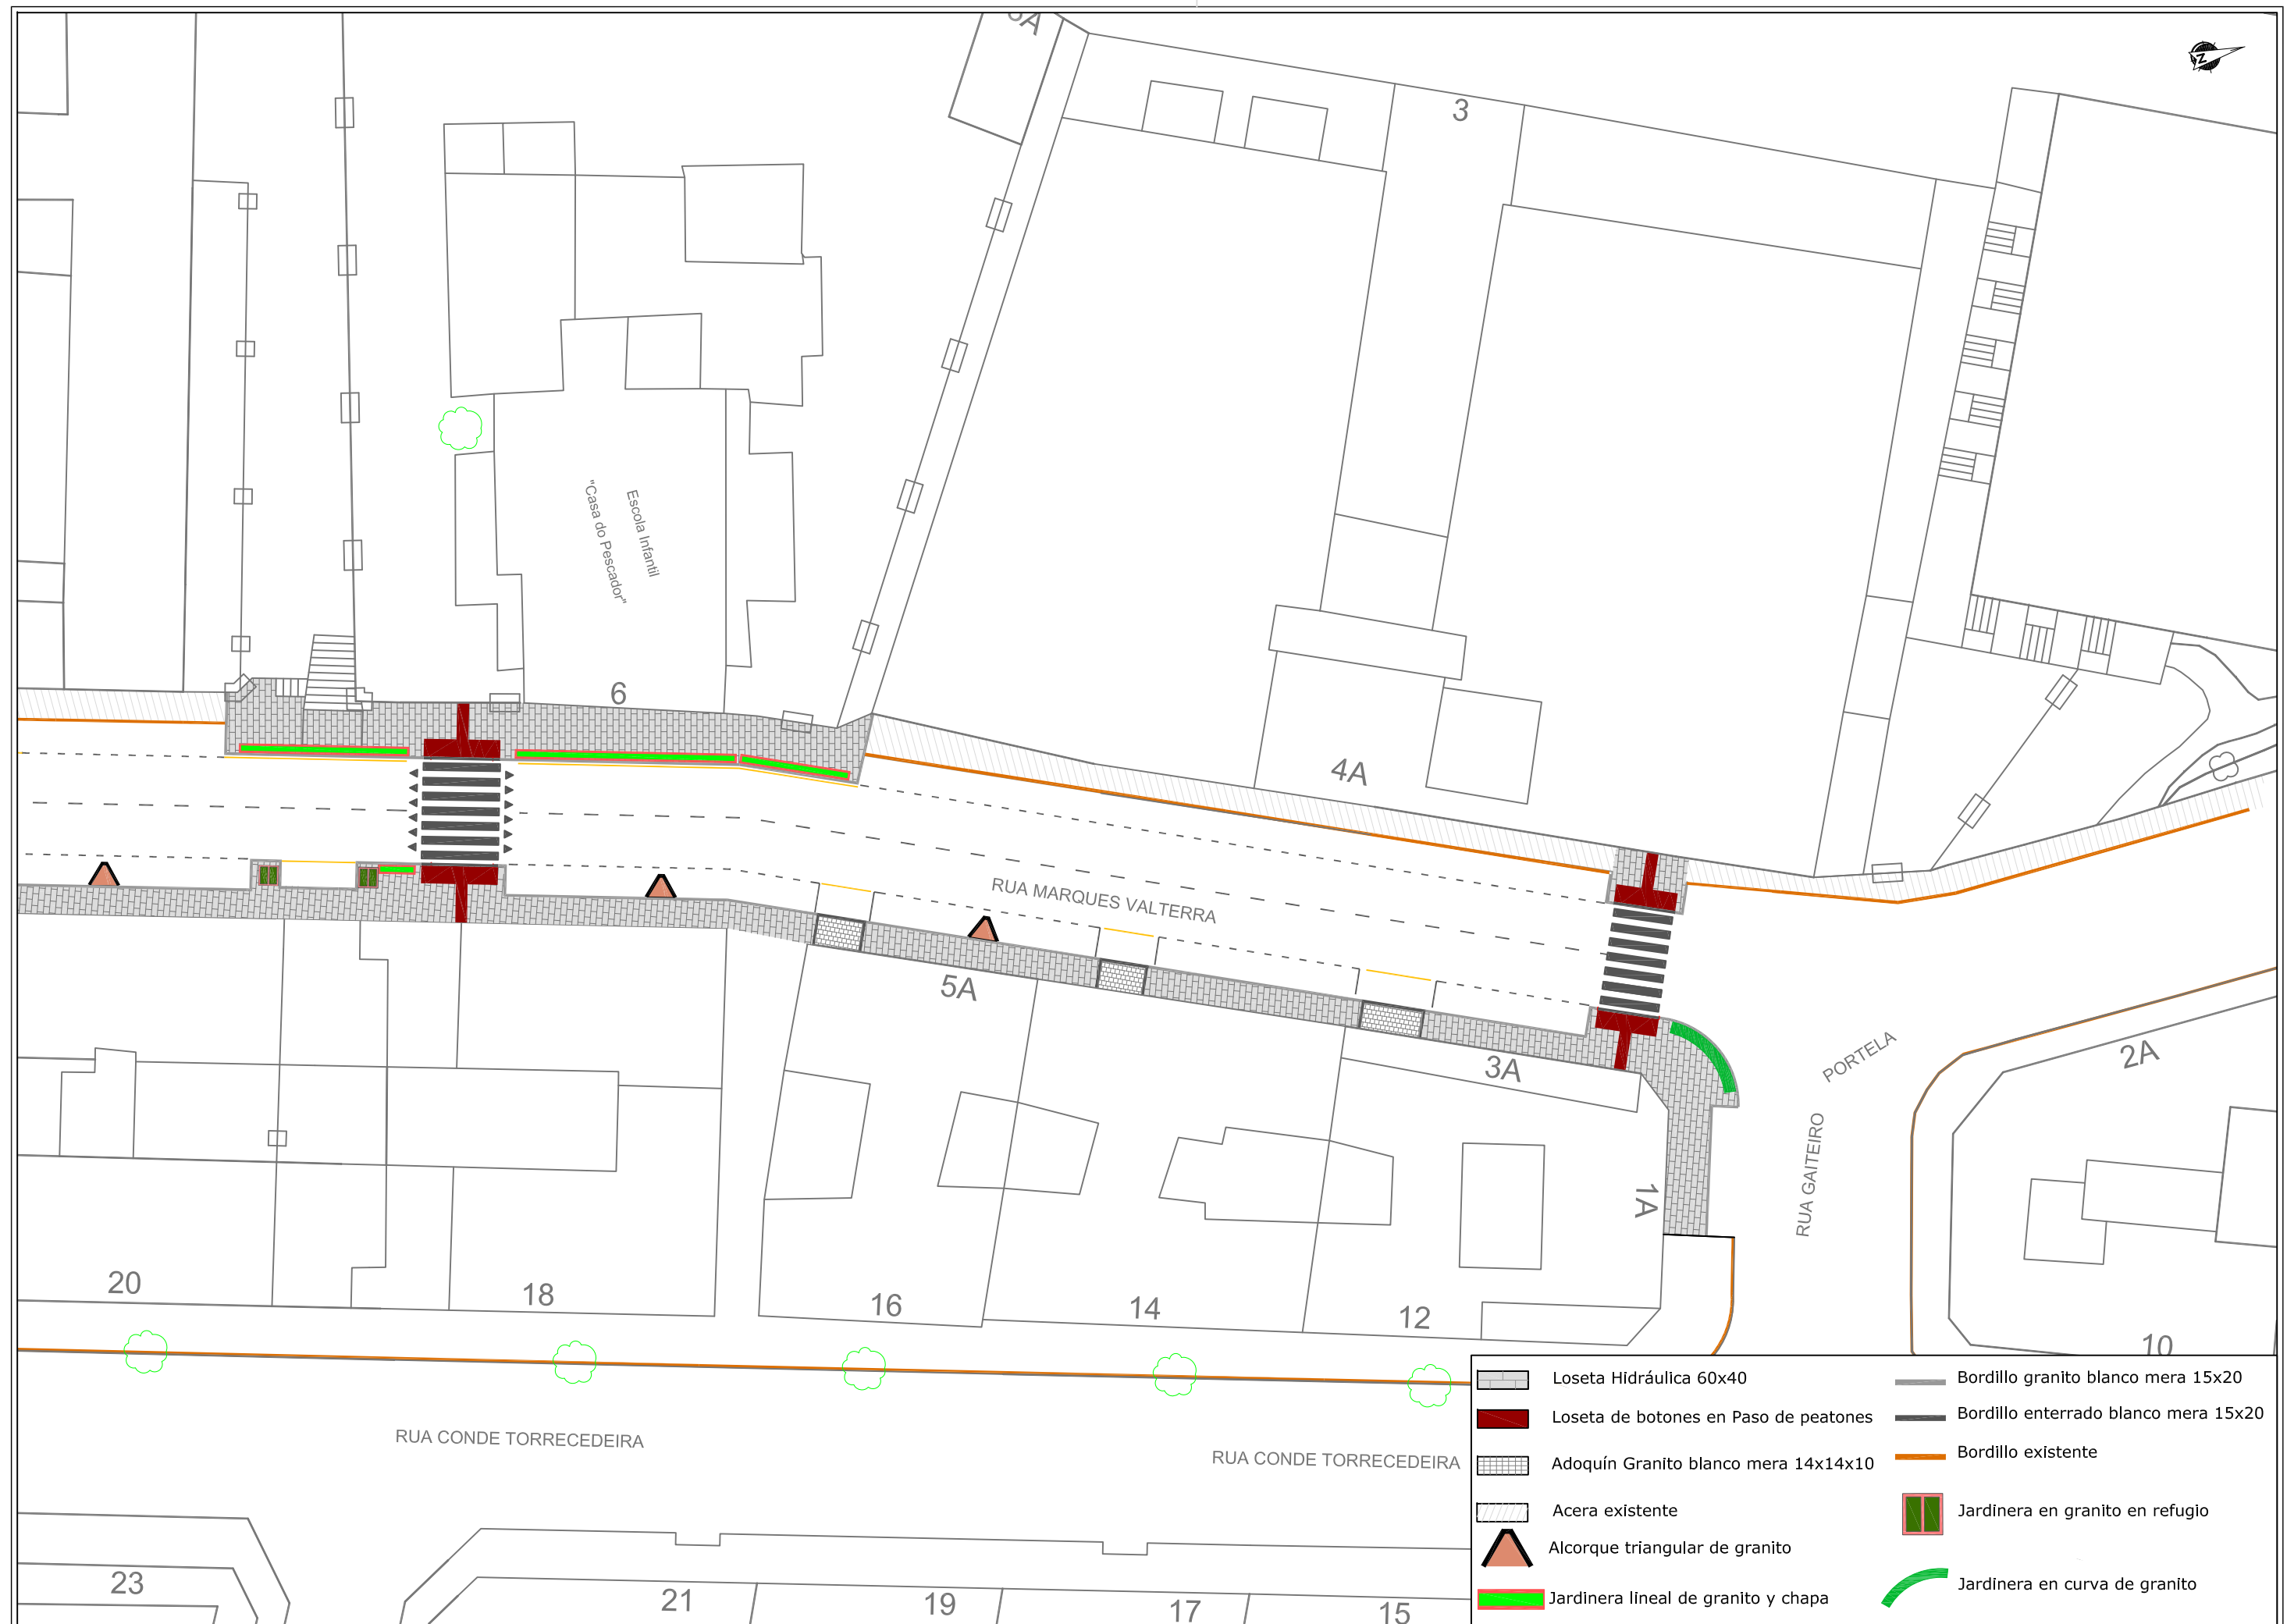 3A
N
3
"Casa do Pescador"
Escola Infantil
6
4A
RUA MARQUES VALTERRA
5A
3A
PORTELA
2A
RUA GAITEIRO
1A
20
18
16
14
12
10
RUA CONDE TORRECEDEIRA
RUA CONDE TORRECEDEIRA
23
21
19
17
15
Loseta Hidráulica 60x40
Loseta de botones en Paso de peatones
Adoquín Granito blanco mera 14x14x10
Acera existente
Alcorque triangular de granito
Jardinera lineal de granito y chapa
Bordillo granito blanco mera 15x20
Bordillo enterrado blanco mera 15x20
Bordillo existente
Jardinera en granito en refugio
Jardinera en curva de granito